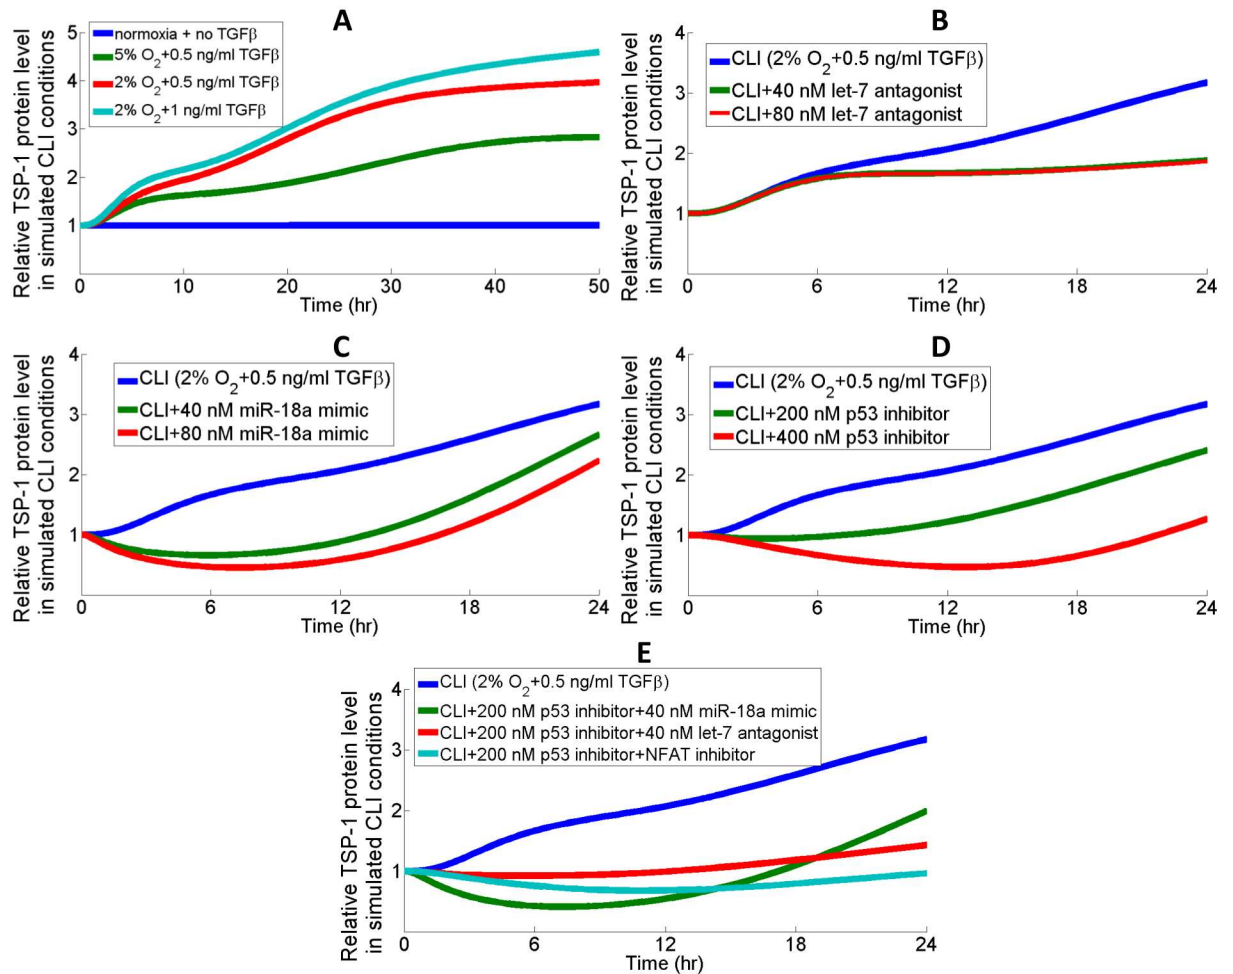 A
Relative TSP-1 protein level
in simulated CLI conditions
5
4
3
2
1
normoxia + no TGFβ
5% O2+0.5 ng/ml TGFβ
2% O2+0.5 ng/ml TGFβ
2% O2+1 ng/ml TGFβ
0 10 20 30 40 50
Time (hr)
B
Relative TSP-1 protein level
in simulated CLI conditions
4
3
2
1
CLI (2% O2+0.5 ng/ml TGFβ)
CLI+40 nM let-7 antagonist
CLI+80 nM let-7 antagonist
0 6 12 18 24
Time (hr)
C
Relative TSP-1 protein level
in simulated CLI conditions
4
3
2
1
CLI (2% O2+0.5 ng/ml TGFβ)
CLI+40 nM miR-18a mimic
CLI+80 nM miR-18a mimic
0 6 12 18 24
Time (hr)
D
Relative TSP-1 protein level
in simulated CLI conditions
4
3
2
1
CLI (2% O2+0.5 ng/ml TGFβ)
CLI+200 nM p53 inhibitor
CLI+400 nM p53 inhibitor
0 6 12 18 24
Time (hr)
E
Relative TSP-1 protein level
in simulated CLI conditions
4
3
2
1
CLI (2% O2+0.5 ng/ml TGFβ)
CLI+200 nM p53 inhibitor+40 nM miR-18a mimic
CLI+200 nM p53 inhibitor+40 nM let-7 antagonist
CLI+200 nM p53 inhibitor+NFAT inhibitor
0 6 12 18 24
Time (hr)